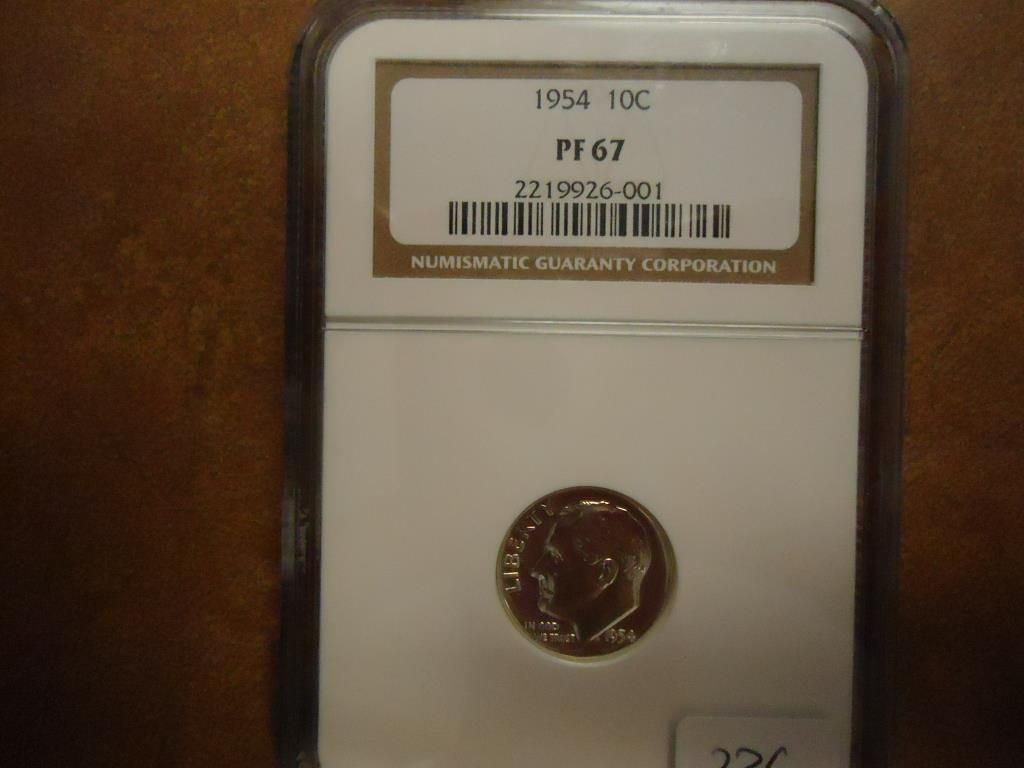 1954 10C
PF 67
2219926-001
NUMISMATIC GUARANTY CORPORATION
LIBERTY
IN GOD
WE TRUST
1954